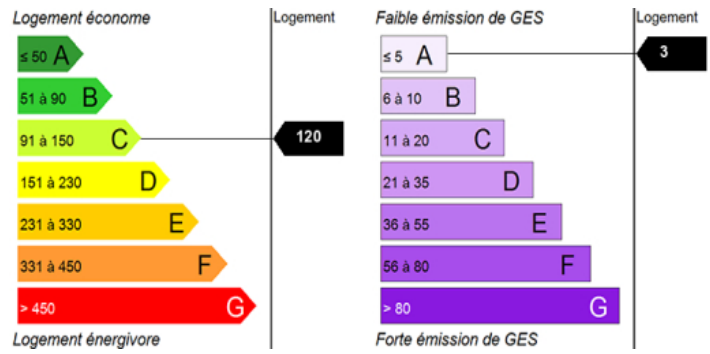 Logement économe
Logement
≤ 50 A
51 à 90 B
91 à 150 C
120
151 à 230 D
231 à 330 E
331 à 450 F
> 450 G
Logement énergivore
Faible émission de GES
Logement
≤ 5 A
3
6 à 10 B
11 à 20 C
21 à 35 D
36 à 55 E
56 à 80 F
> 80 G
Forte émission de GES